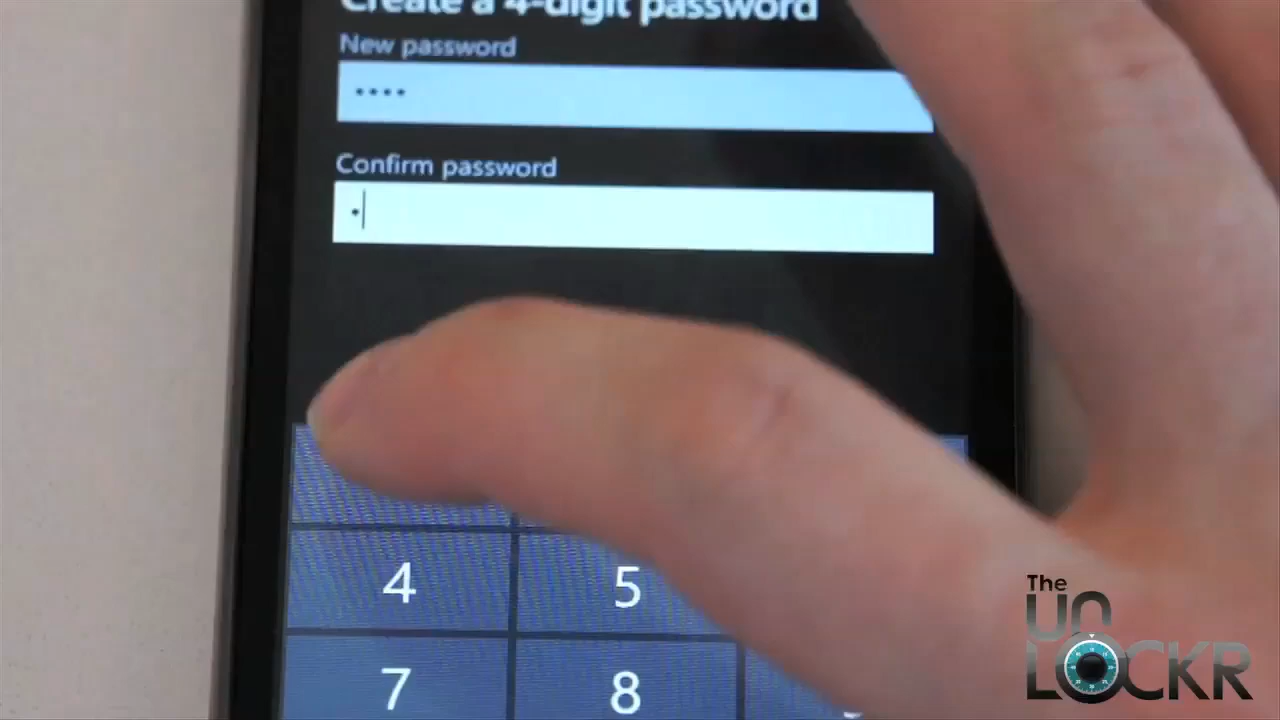 Create a 4-digit password
New password
••••
Confirm password
•
4 5
7 8
The
UNLOCKR